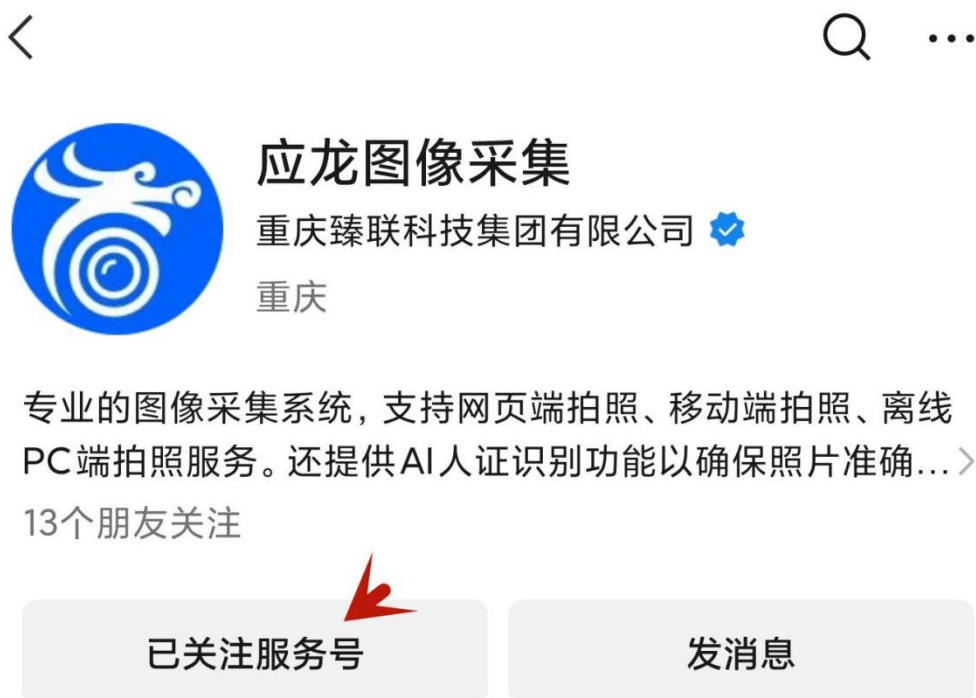 应龙图像采集
重庆臻联科技集团有限公司
重庆
专业的图像采集系统，支持网页端拍照、移动端拍照、离线
PC端拍照服务。还提供AI人证识别功能以确保照片准确...
13个朋友关注
已关注服务号
发消息